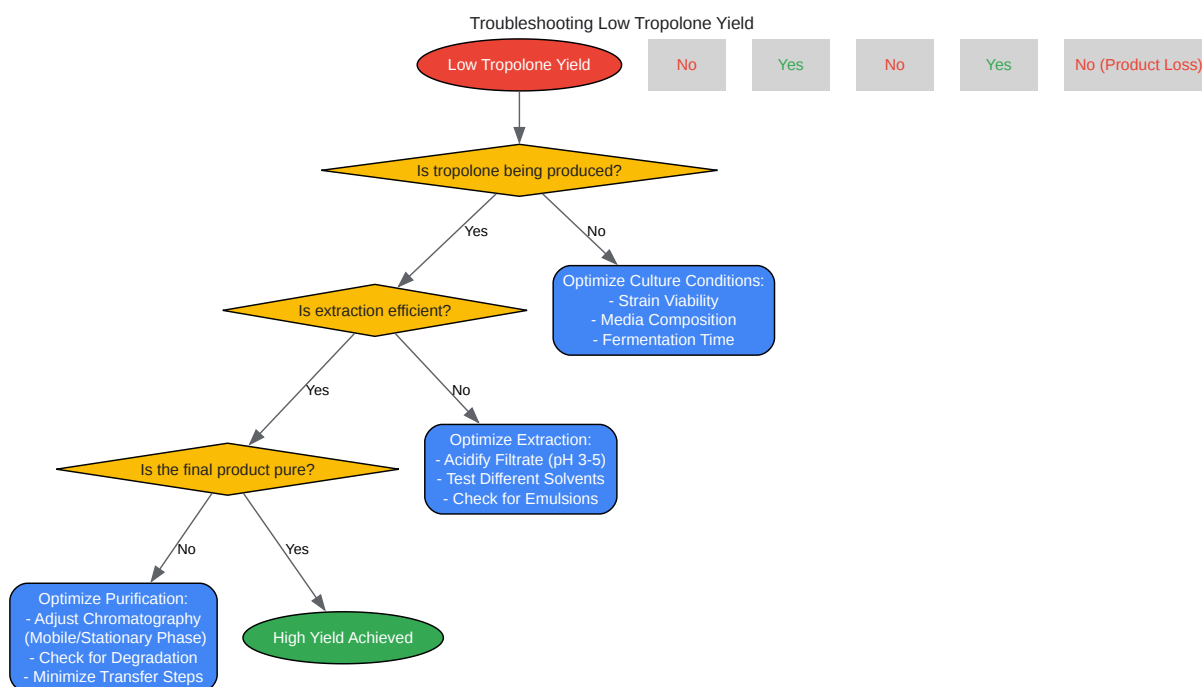 Troubleshooting Low Tropolone Yield
Low Tropolone Yield
No
Yes
No
Yes
No (Product Loss)
Is tropolone being produced?
Yes
No
Optimize Culture Conditions:
- Strain Viability
- Media Composition
- Fermentation Time
Is extraction efficient?
Yes
No
Optimize Extraction:
- Acidify Filtrate (pH 3-5)
- Test Different Solvents
- Check for Emulsions
Is the final product pure?
No
Yes
Optimize Purification:
- Adjust Chromatography
(Mobile/Stationary Phase)
- Check for Degradation
- Minimize Transfer Steps
High Yield Achieved